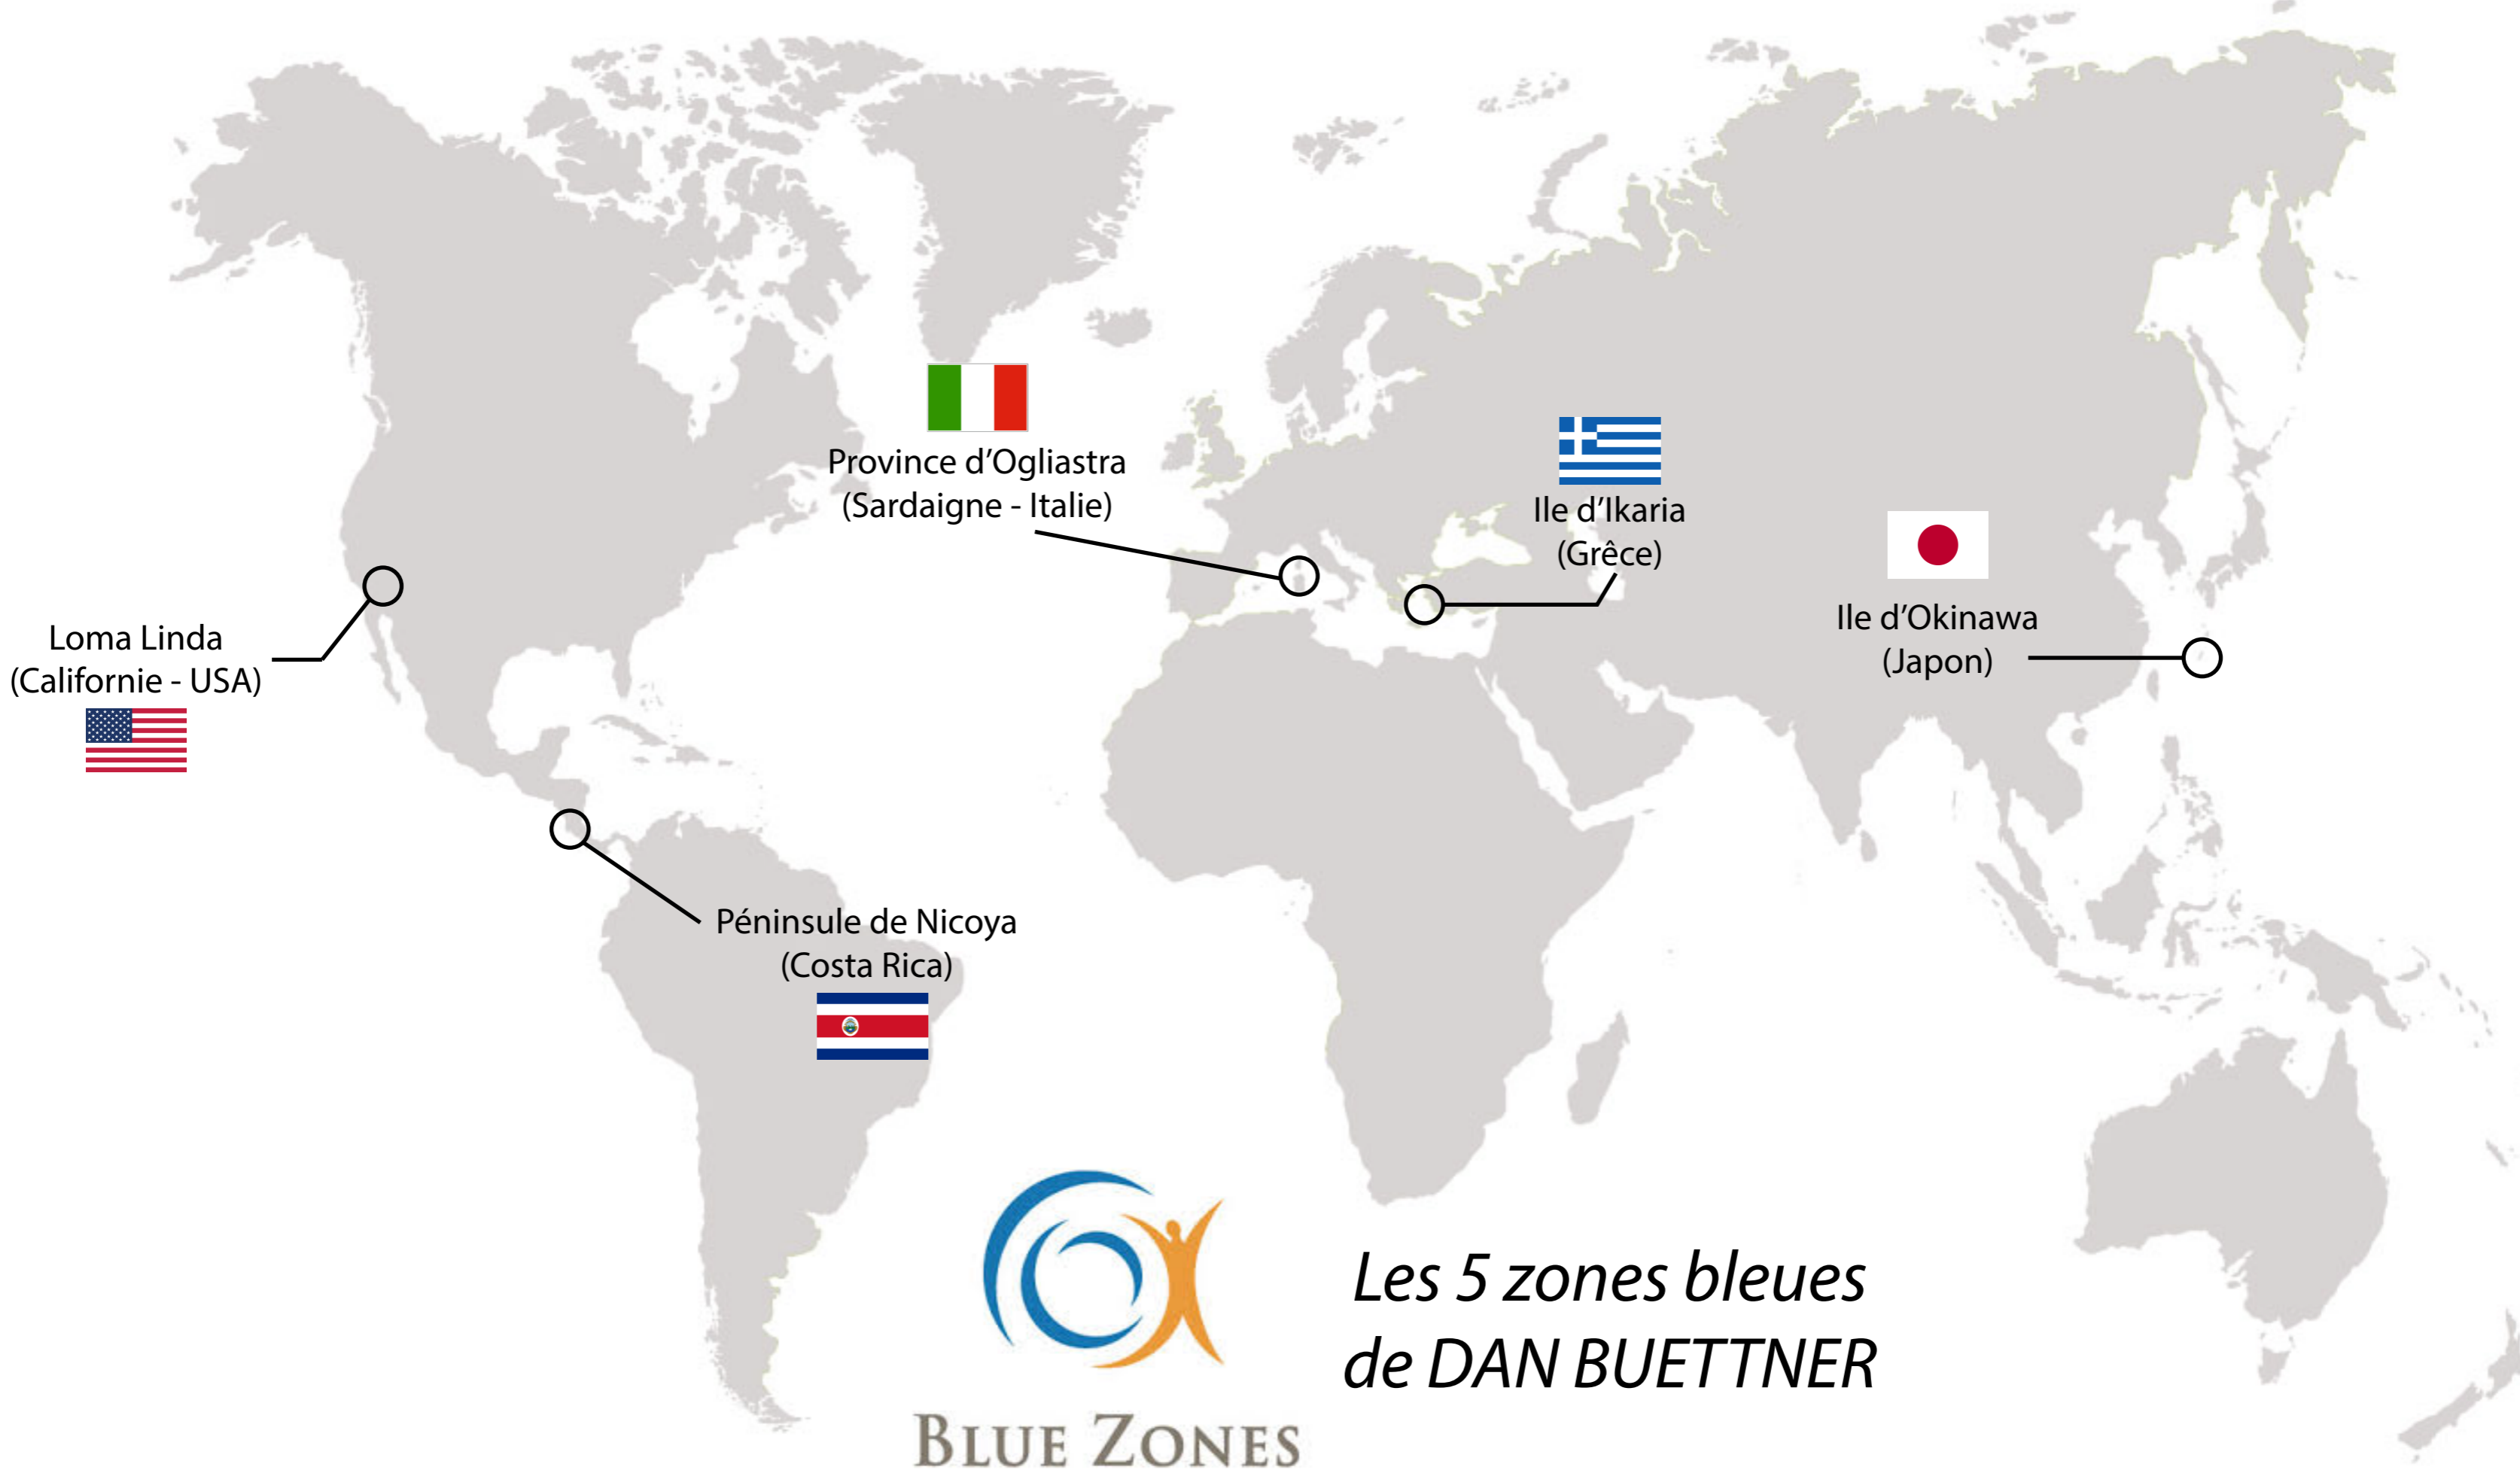 Province d'Ogliastra
(Sardaigne - Italie)
Ile d'Ikaria
(Grêce)
Ile d'Okinawa
(Japon)
Loma Linda
(Californie - USA)
Péninsule de Nicoya
(Costa Rica)
Les 5 zones bleues
de DAN BUETTNER
BLUE ZONES